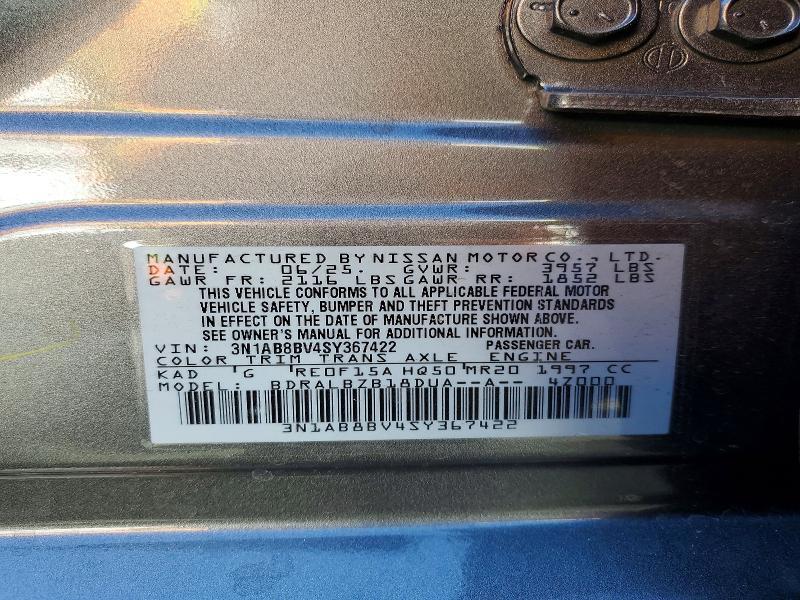 MANUFACTURED BY NISSAN MOTOR CO., LTD.
DATE: 06/25. GVWR: 3957 LBS
GAWR FR: 2116 LBS GAWR RR: 1852 LBS
THIS VEHICLE CONFORMS TO ALL APPLICABLE FEDERAL MOTOR
VEHICLE SAFETY, BUMPER AND THEFT PREVENTION STANDARDS
IN EFFECT ON THE DATE OF MANUFACTURE SHOWN ABOVE.
SEE OWNER'S MANUAL FOR ADDITIONAL INFORMATION.
VIN: 3N1AB8BV4SY367422 PASSENGER CAR.
COLOR TRIM TRANS AXLE ENGINE
KAD 'G RE0F15A HQ50'MR20 1997 CC
MODEL: BDRALBZB18DUA--A-- 4Z000
3N1AB8BV4SY367422